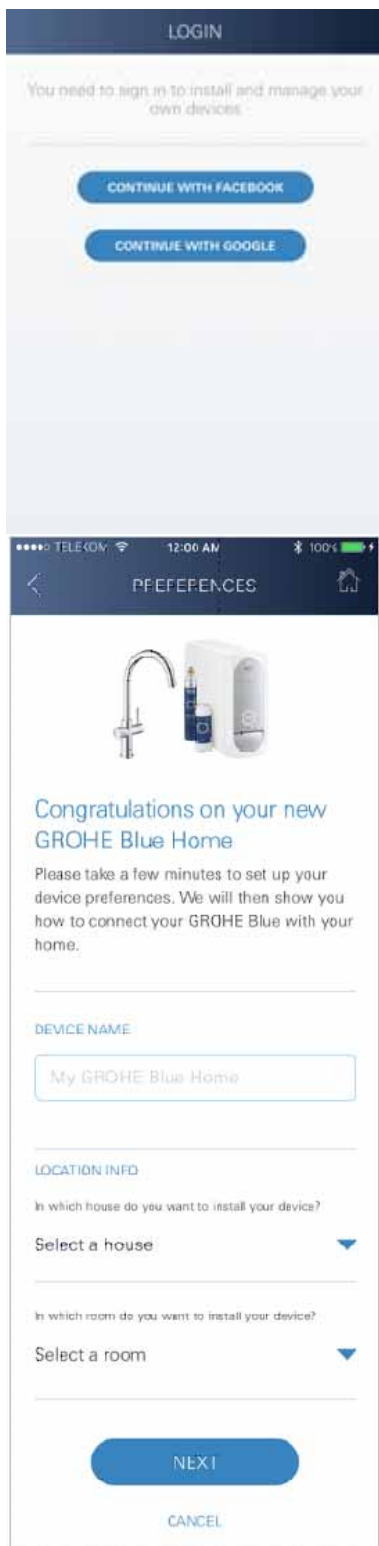 LOGIN
You need to sign in to install and manage your
own devices
CONTINUE WITH FACEBOOK
CONTINUE WITH GOOGLE
TELEKOM 12:00 AM 100%
PREFERENCES
Congratulations on your new
GROHE Blue Home
Please take a few minutes to set up your
device preferences. We will then show you
how to connect your GROHE Blue with your
home.
DEVICE NAME
My GROHE Blue Home
LOCATION INFO
In which house do you want to install your device?
Select a house
In which room do you want to install your device?
Select a room
NEXT
CANCEL